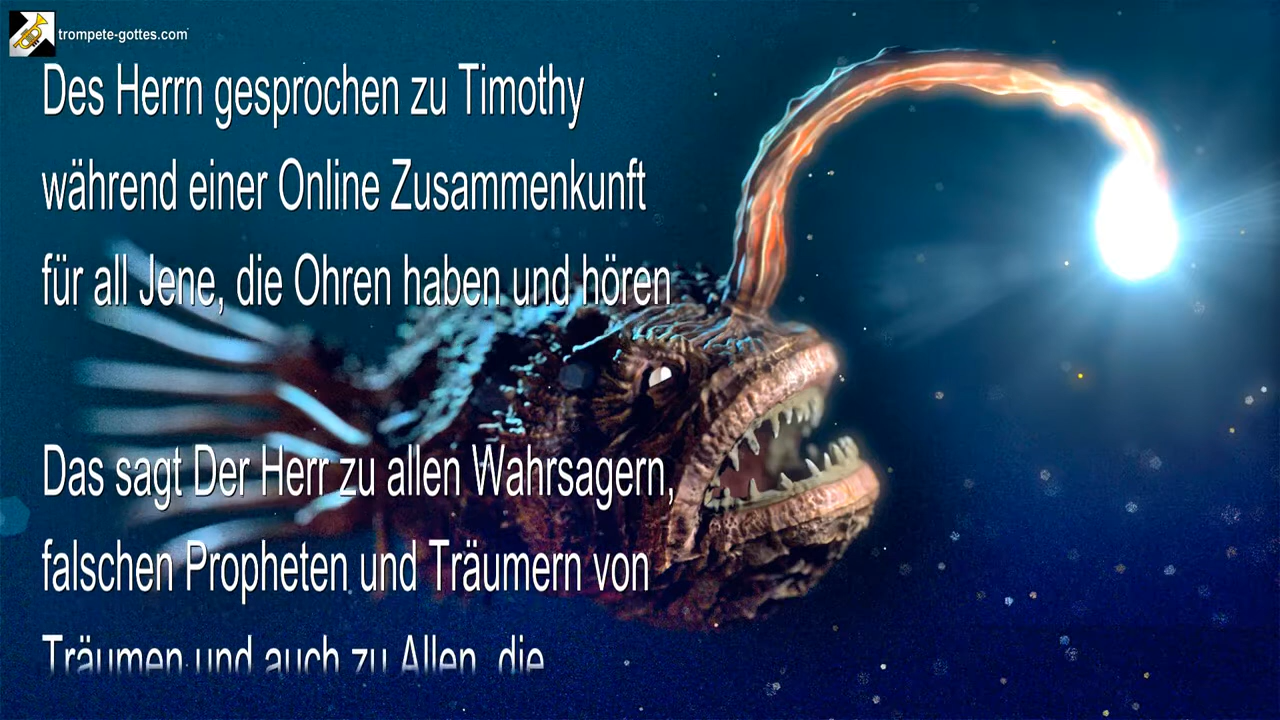 trompete-gottes.com
Des Herrn gesprochen zu Timothy
während einer Online Zusammenkunft
für all Jene, die Ohren haben und hören
Das sagt Der Herr zu allen Wahrsagern,
falschen Propheten und Träumern von
Träumen und auch zu Allen, die